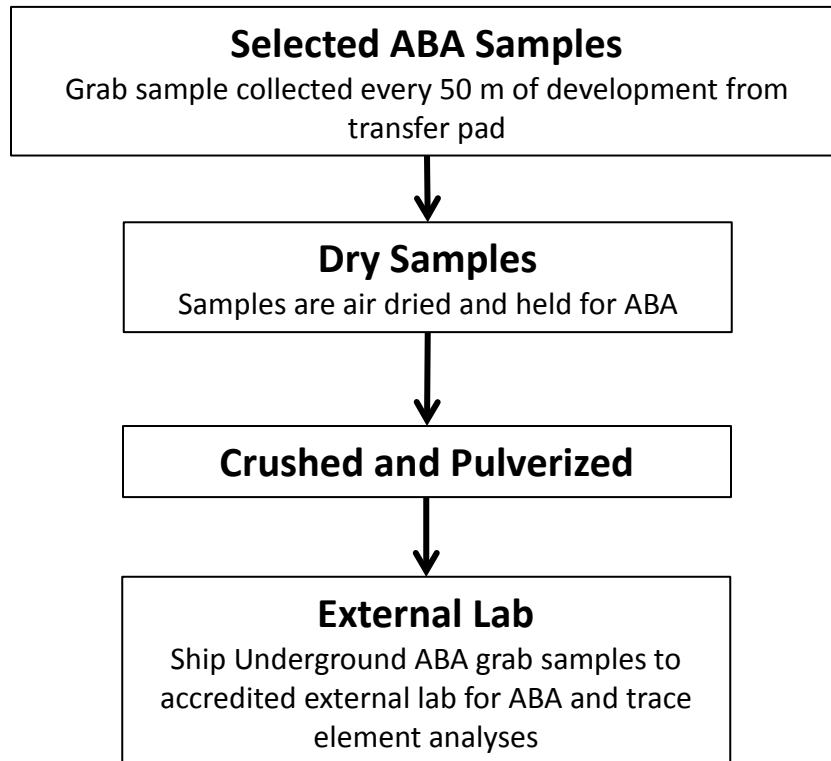 Selected ABA Samples
Grab sample collected every 50 m of development from
transfer pad
Dry Samples
Samples are air dried and held for ABA
Crushed and Pulverized
External Lab
Ship Underground ABA grab samples to
accredited external lab for ABA and trace
element analyses